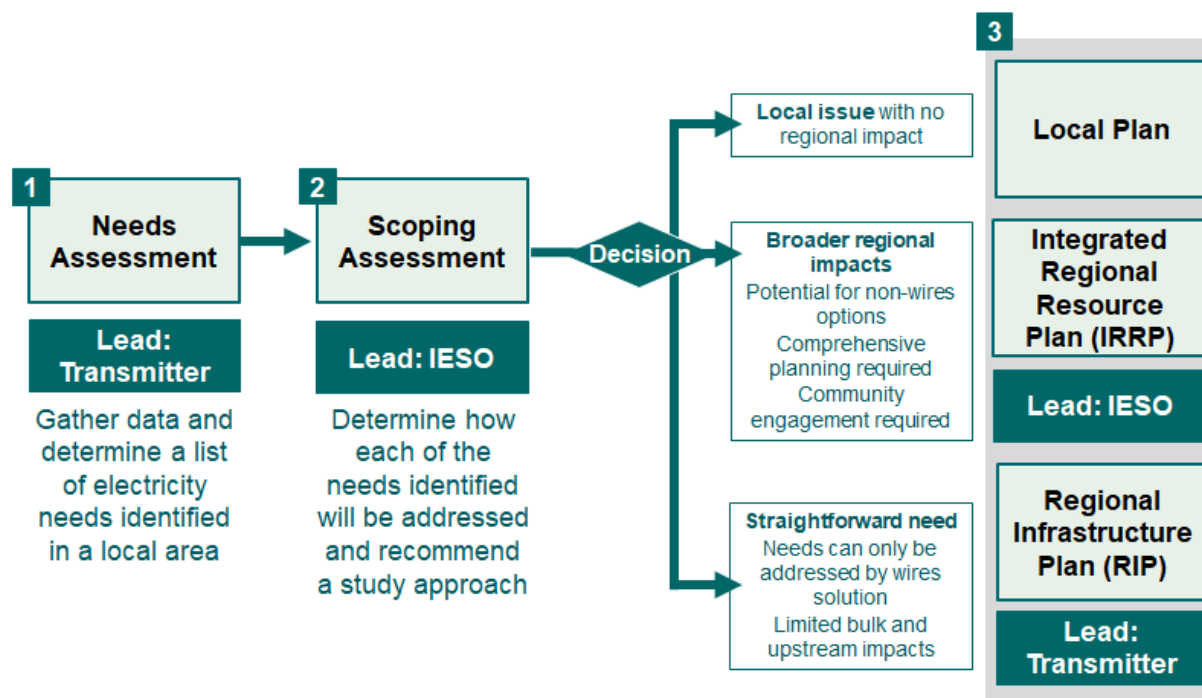 1
Needs
Assessment
Lead:
Transmitter
Gather data and
determine a list
of electricity
needs identified
in a local area
2
Scoping
Assessment
Lead: IESO
Determine how
each of the
needs identified
will be addressed
and recommend
a study approach
Decision
Local issue with no
regional impact
Broader regional
impacts
Potential for non-wires
options
Comprehensive
planning required
Community
engagement required
Straightforward need
Needs can only be
addressed by wires
solution
Limited bulk and
upstream impacts
3
Local Plan
Integrated
Regional
Resource
Plan (IRRP)
Lead: IESO
Regional
Infrastructure
Plan (RIP)
Lead:
Transmitter